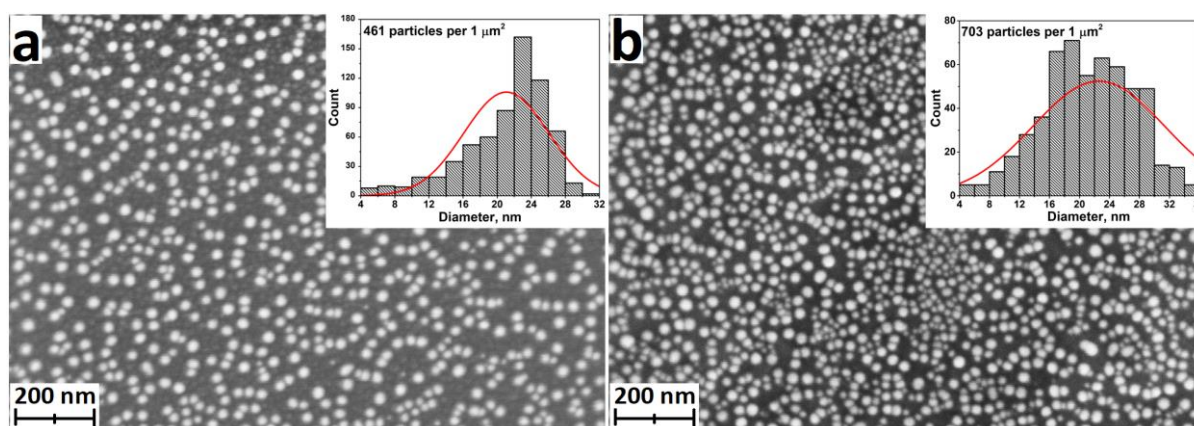 a
461 particles per 1 μm²
Count
180
150
120
90
60
30
0
4 8 12 16 20 24 28 32
Diameter, nm
200 nm
b
703 particles per 1 μm²
Count
80
60
40
20
0
4 8 12 16 20 24 28 32
Diameter, nm
200 nm